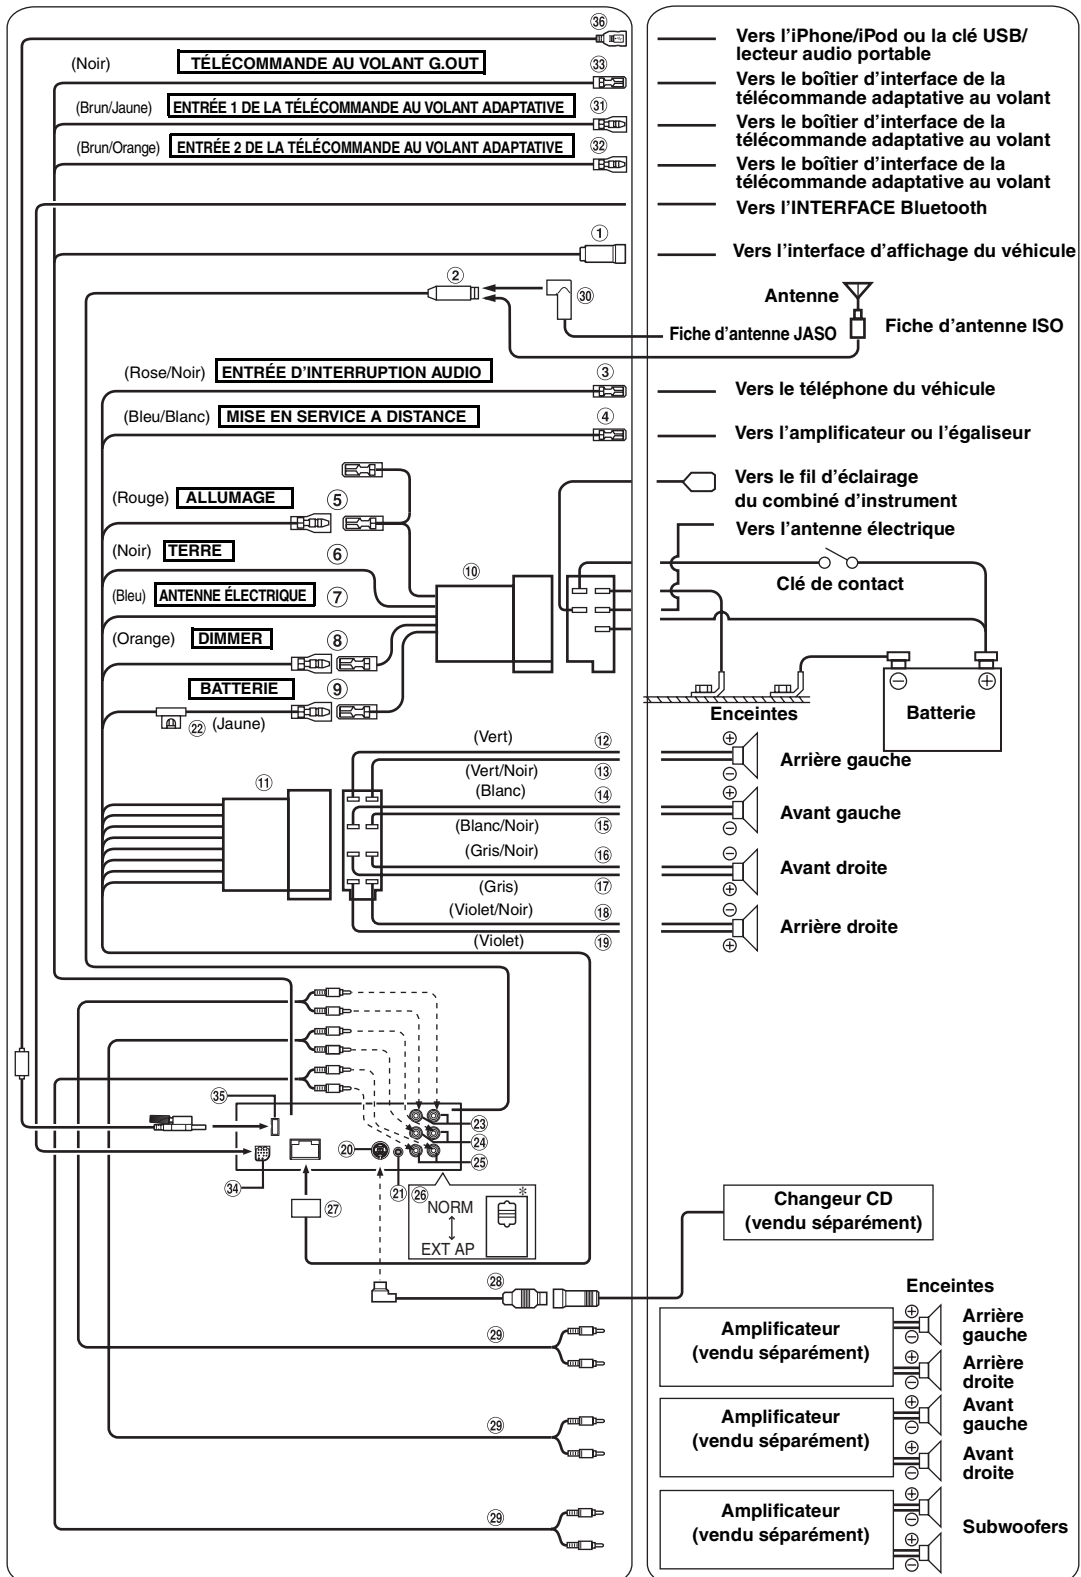 ㊱
Vers l'iPhone/iPod ou la clé USB/
lecteur audio portable
(Noir) TÉLÉCOMMANDE AU VOLANT G.OUT ㉝
Vers le boîtier d'interface de la
télécommande adaptative au volant
(Brun/Jaune) ENTRÉE 1 DE LA TÉLÉCOMMANDE AU VOLANT ADAPTATIVE ㉛
Vers le boîtier d'interface de la
télécommande adaptative au volant
(Brun/Orange) ENTRÉE 2 DE LA TÉLÉCOMMANDE AU VOLANT ADAPTATIVE ㉜
Vers le boîtier d'interface de la
télécommande adaptative au volant
Vers l'INTERFACE Bluetooth
① Vers l'interface d'affichage du véhicule
② ㉚
Antenne
Fiche d'antenne JASO
Fiche d'antenne ISO
(Rose/Noir) ENTRÉE D'INTERRUPTION AUDIO ③ Vers le téléphone du véhicule
(Bleu/Blanc) MISE EN SERVICE A DISTANCE ④ Vers l'amplificateur ou l'égaliseur
Vers le fil d'éclairage
du combiné d'instrument
(Rouge) ALLUMAGE ⑤
Vers l'antenne électrique
(Noir) TERRE ⑥
⑩
Clé de contact
(Bleu) ANTENNE ÉLECTRIQUE ⑦
(Orange) DIMMER ⑧
BATTERIE ⑨
㉒ (Jaune)
⊖ ⊕
Batterie
Enceintes
⑪
(Vert) ⑫
⊕
Arrière gauche
⊖
(Vert/Noir) ⑬
(Blanc) ⑭
⊕
Avant gauche
⊖
(Blanc/Noir) ⑮
(Gris/Noir) ⑯
⊖
Avant droite
⊕
(Gris) ⑰
(Violet/Noir) ⑱
⊖
Arrière droite
⊕
(Violet) ⑲
㉟
㉓
㉔
⑳
㉕
㉞
㉑ ㉖
㉗
NORM
EXT AP
*
Changeur CD
(vendu séparément)
㉘
Enceintes
㉙
Amplificateur
(vendu séparément)
⊕
⊖
Arrière
gauche
⊕
⊖
Arrière
droite
㉙
Amplificateur
(vendu séparément)
⊕
⊖
Avant
gauche
⊕
⊖
Avant
droite
㉙
Amplificateur
(vendu séparément)
⊕
⊖
Subwoofers
⊕
⊖